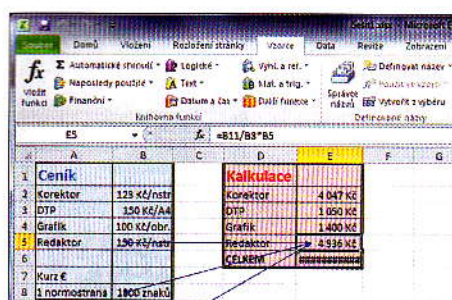 Sešit1.xlsx - Microsoft E
Soubor Domů Vložení Rozložení stránky Vzorce Data Revize Zobrazení
fx Σ Automatické shrnutí Logické Vyhl. a ref. Definovat název
Vložit funkci Naposledy použité Text Mat. a trig. Správce názvů
Finanční Datum a čas Další funkce Vytvořit z výběru
Knihovna funkcí Definované názvy
E5 fx =B11/B3*B5
A B C D E F G
1 Ceník Kalkulace
2 Korektor 123 Kč/nstr Korektor 4 047 Kč
3 DTP 150 Kč/A4 DTP 1 050 Kč
4 Grafik 100 Kč/obr. Grafik 1 400 Kč
5 Redaktor 150 Kč/nstr Redaktor 4 936 Kč
6 CELKEM ###########
7 Kurz €
8 1 normostrana 1800 znaků